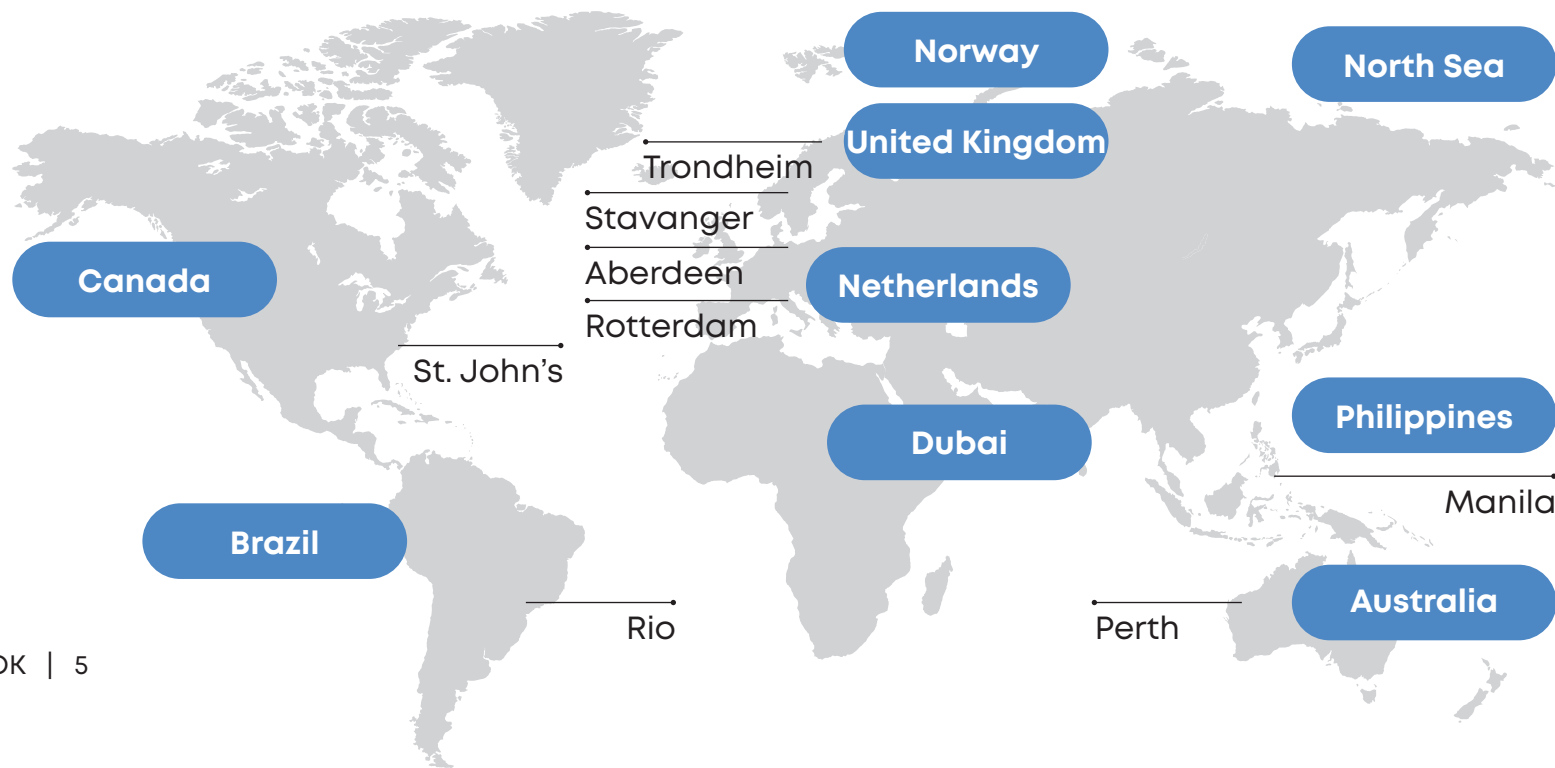 Norway
North Sea
United Kingdom
Trondheim
Stavanger
Aberdeen
Canada
Netherlands
Rotterdam
St. John’s
Philippines
Dubai
Manila
Brazil
Australia
Rio
Perth
| 5